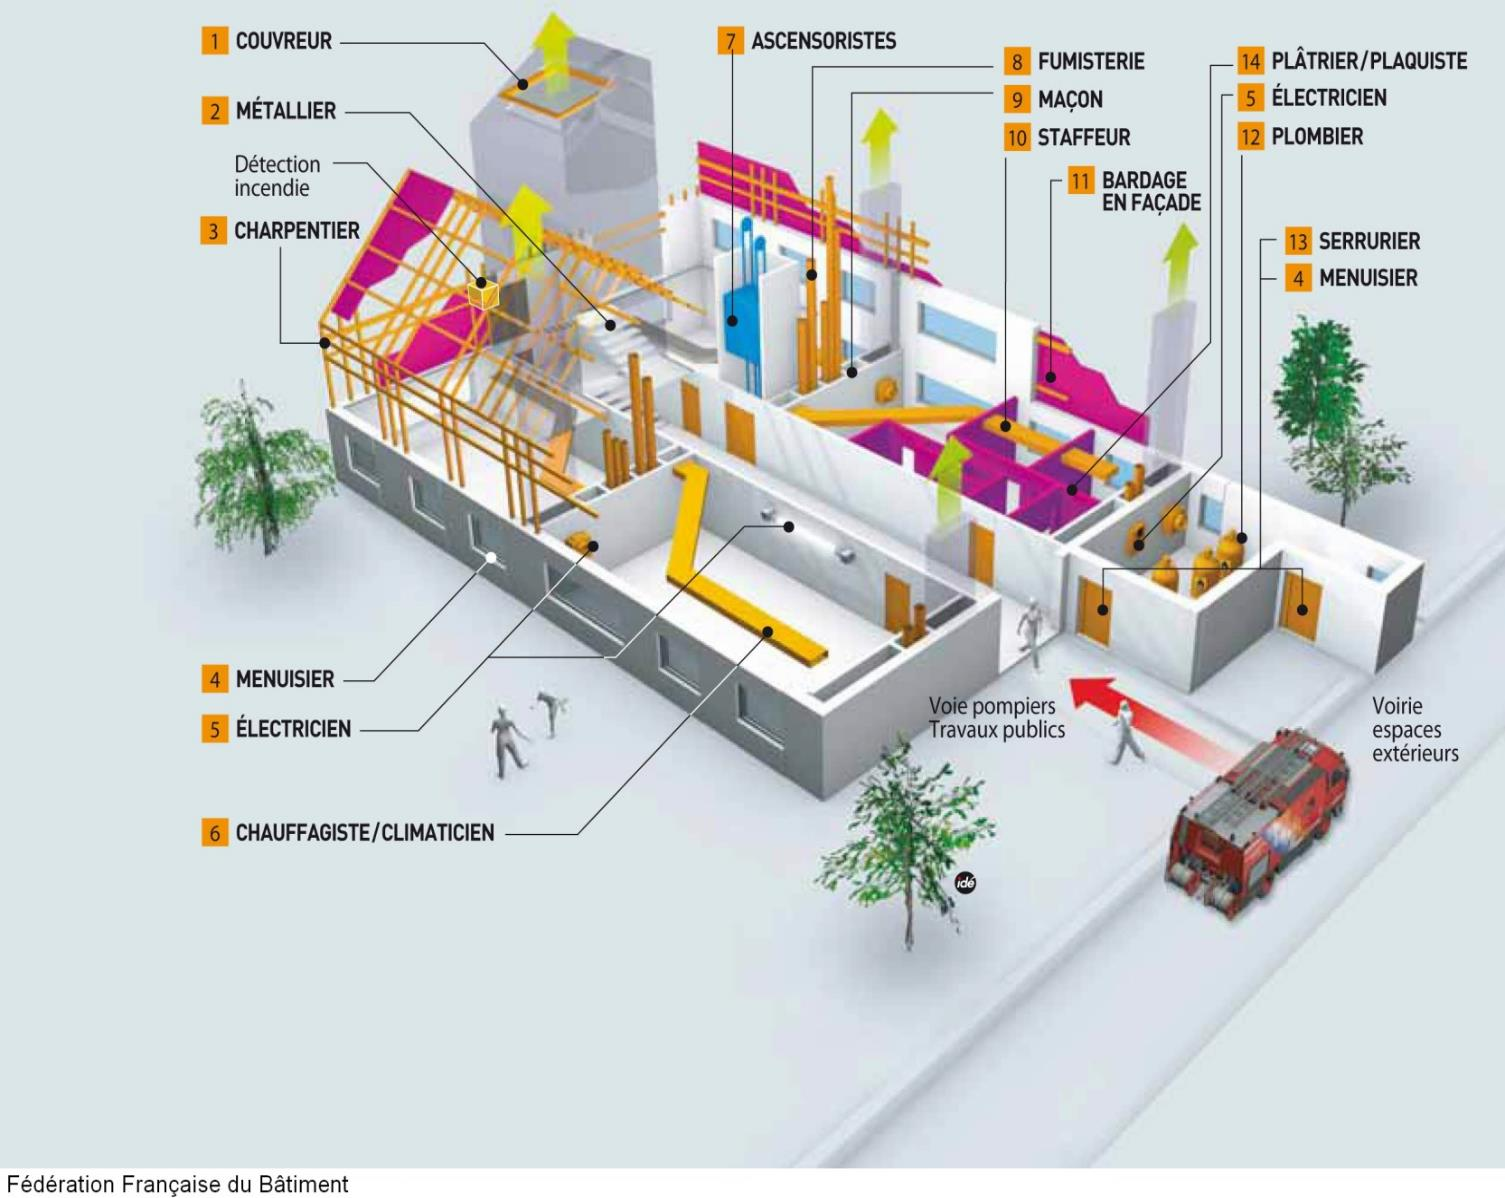 1 COUVREUR
2 MÉTALLIER
Détection
incendie
3 CHARPENTIER
7 ASCENSORISTES
8 FUMISTERIE
9 MAÇON
10 STAFFEUR
11 BARDAGE
EN FAÇADE
14 PLÂTRIER/PLAQUISTE
5 ÉLECTRICIEN
12 PLOMBIER
13 SERRURIER
4 MENUISIER
4 MENUISIER
5 ÉLECTRICIEN
6 CHAUFFAGISTE/CLIMATICIEN
Voie pompiers
Travaux publics
Voirie
espaces
extérieurs
idé
Fédération Française du Bâtiment